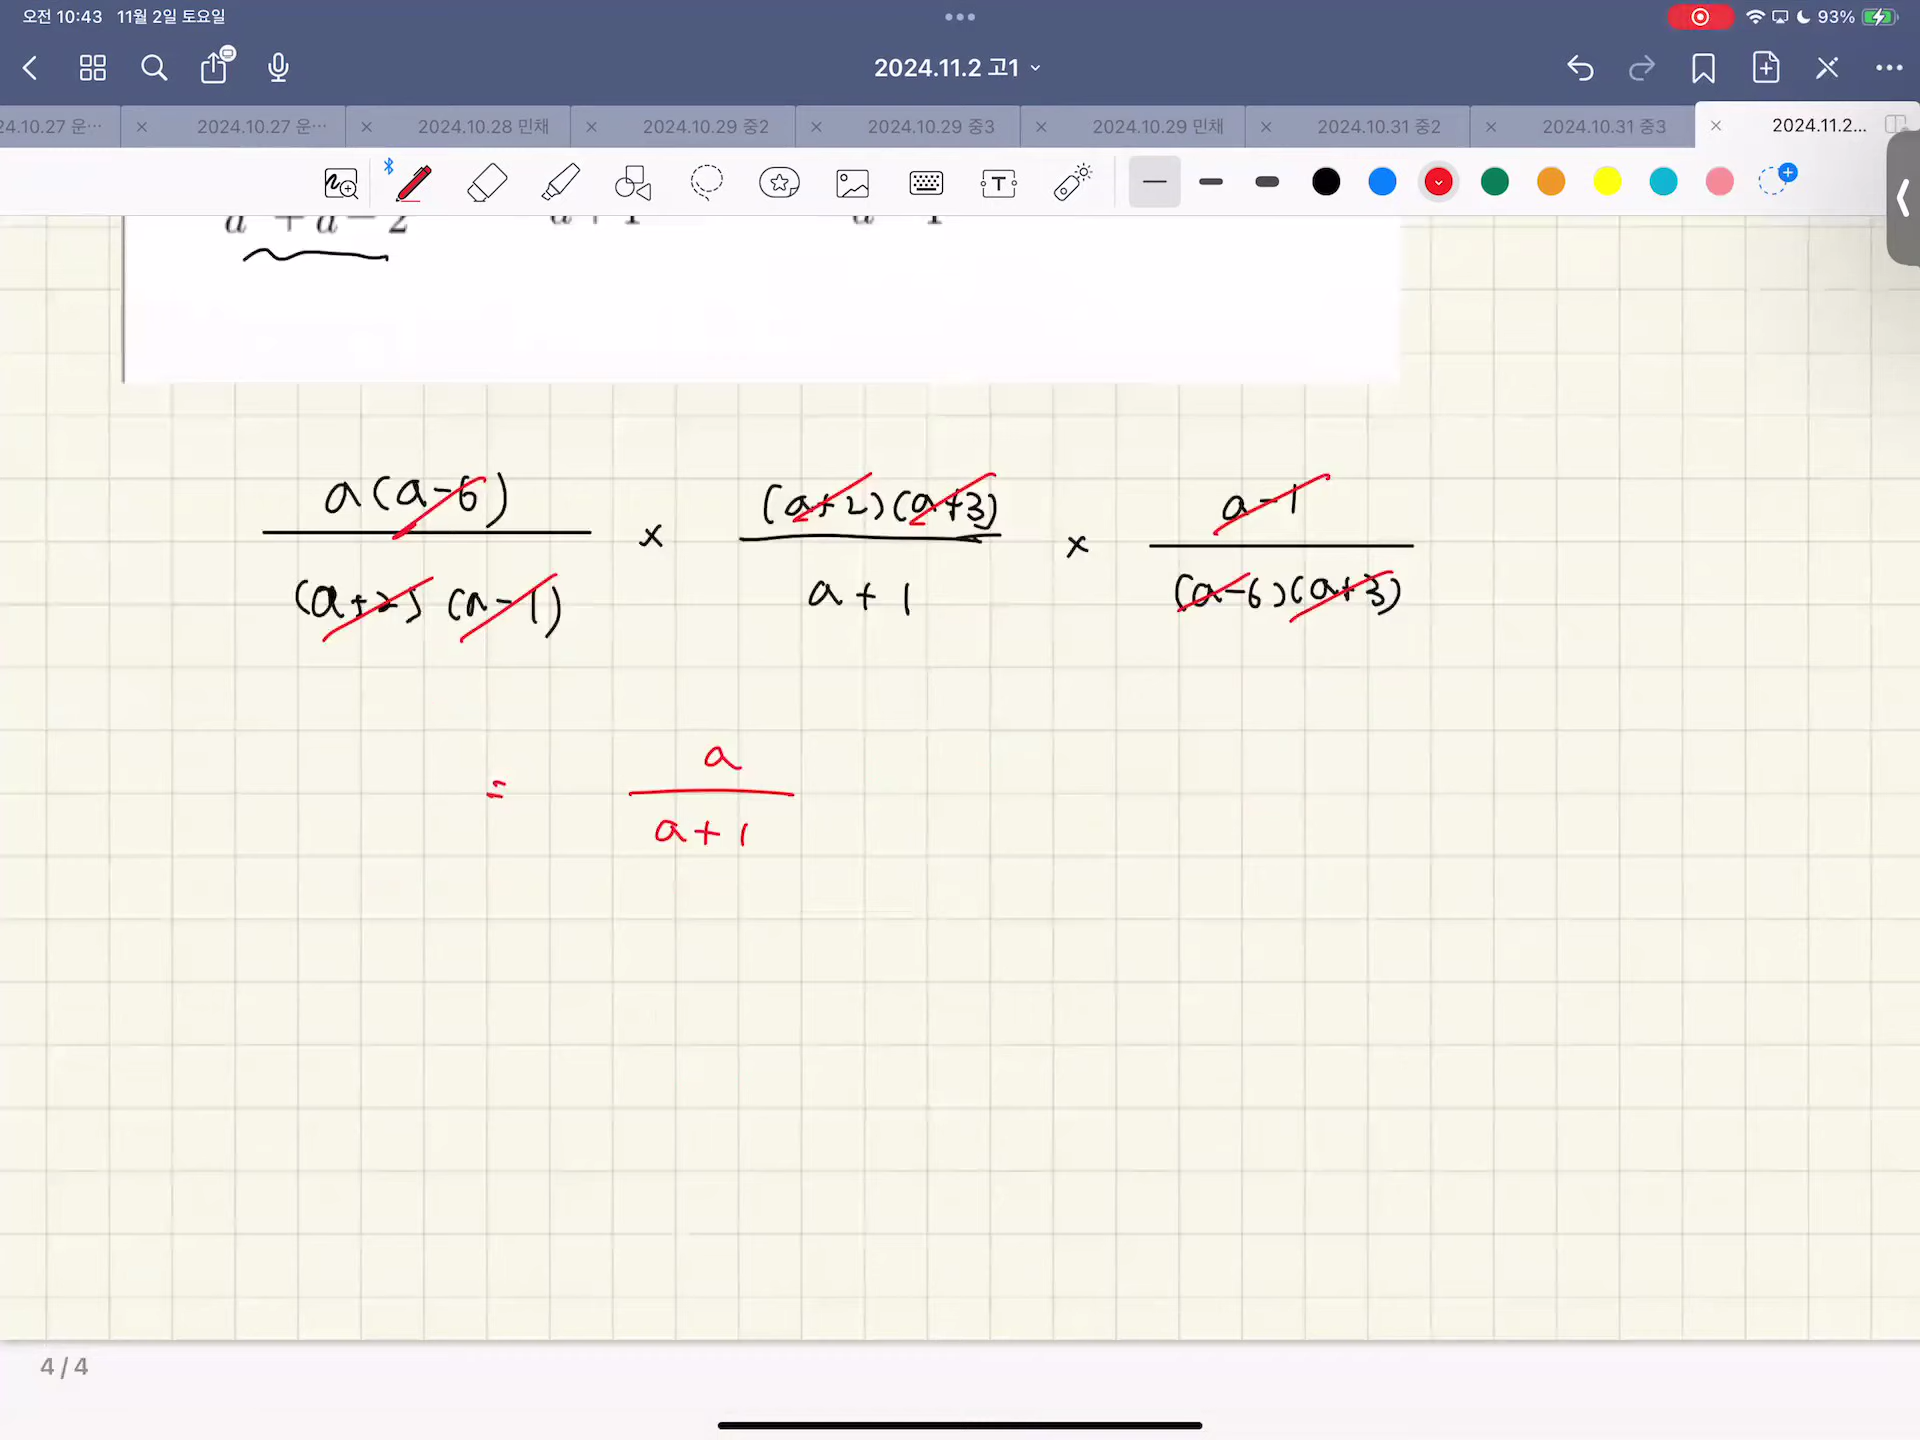 오전 10:43 11월 2일 토요일
93%
2024.11.2 고1
24.10.27 운… 2024.10.27 운… 2024.10.28 민채 2024.10.29 중2 2024.10.29 중3 2024.10.29 민채 2024.10.31 중2 2024.10.31 중3 2024.11.2...
a + a − 2
a(a-6) (a+2)(a+3) a-1
× ×
(a+2) (a-1) a+1 (a-6)(a+3)
a
=
a+1
4 / 4